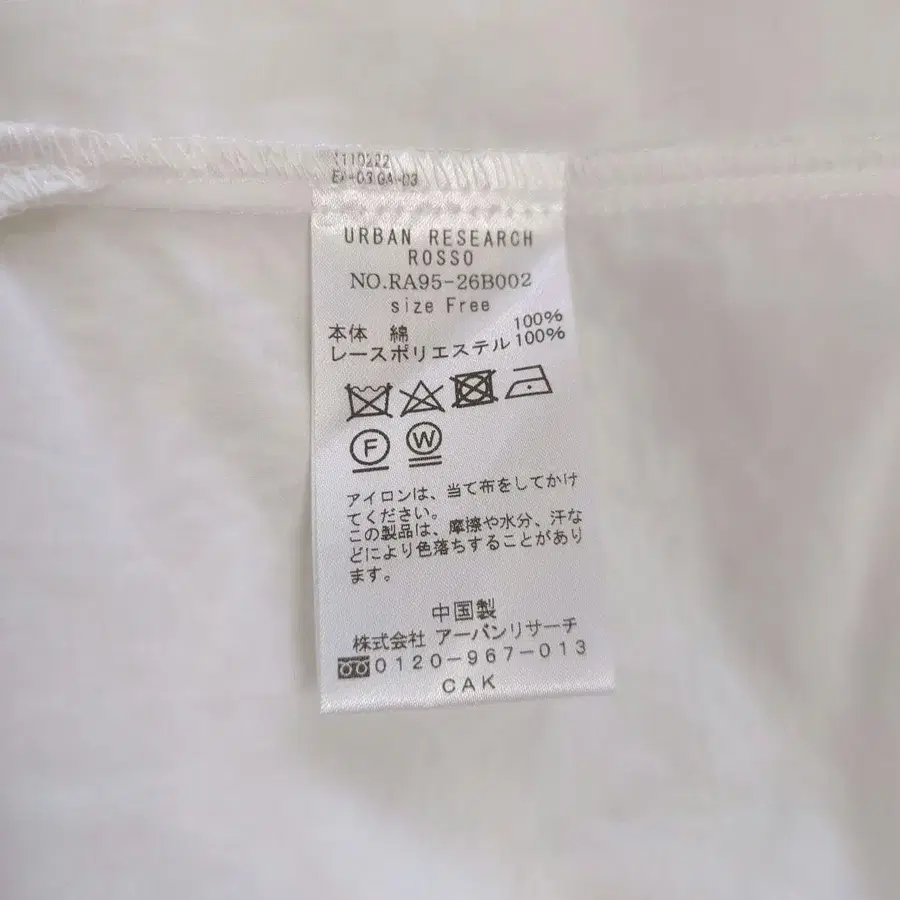 110222
GA-03
URBAN RESEARCH
ROSSO
NO.RA95-26B002
size Free
本体 綿 100%
レースポリエステル 100%
F W
アイロンは、当て布をしてかけ
てください。
この製品は、摩擦や水分、汗な
どにより色落ちすることがあり
ます。
中国製
株式会社 アーバンリサーチ
0120-967-013
CAK